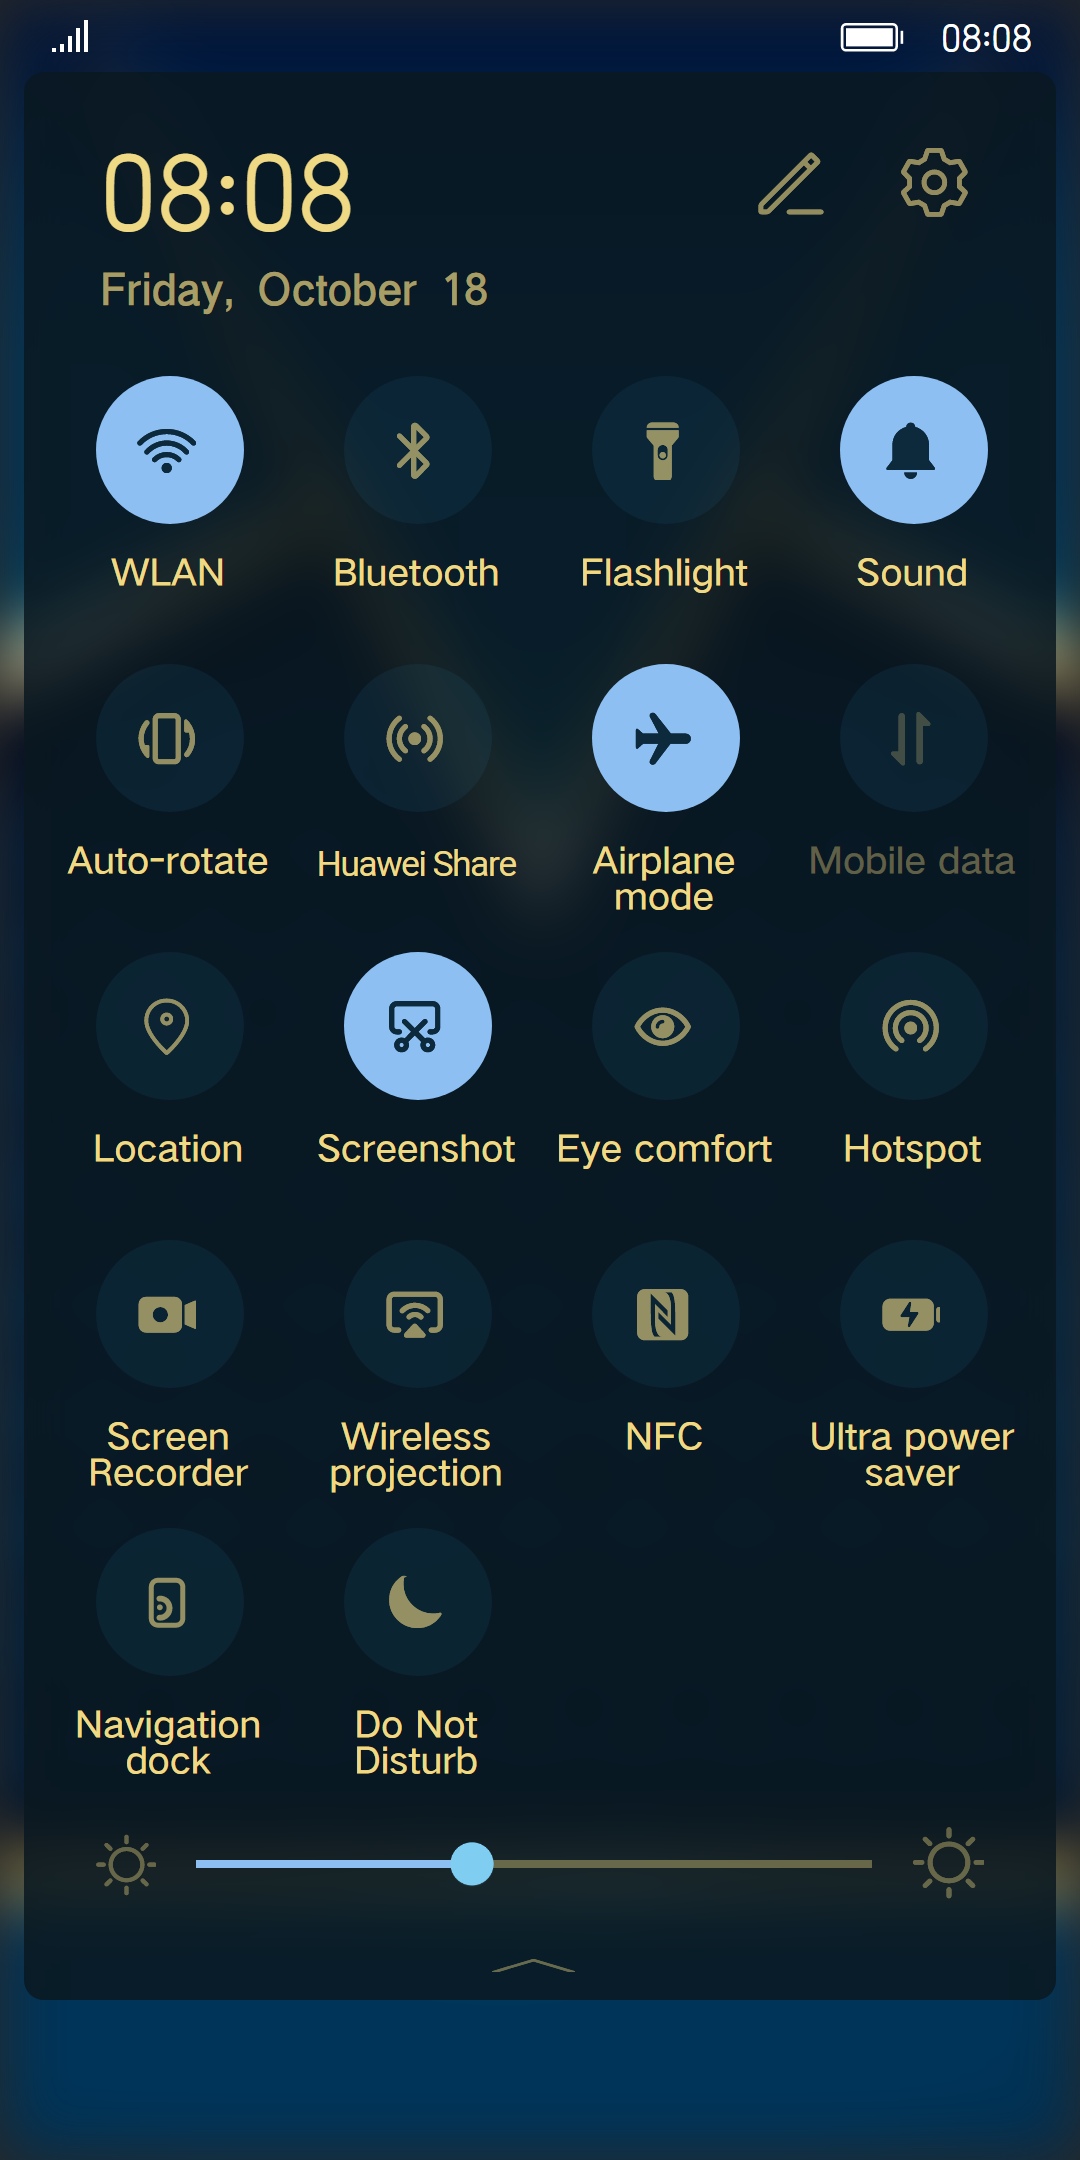 08:08
08:08
Friday, October 18
WLAN
Bluetooth
Flashlight
Sound
Auto-rotate
Huawei Share
Airplane
mode
Mobile data
Location
Screenshot
Eye comfort
Hotspot
Screen
Recorder
Wireless
projection
NFC
Ultra power
saver
Navigation
dock
Do Not
Disturb